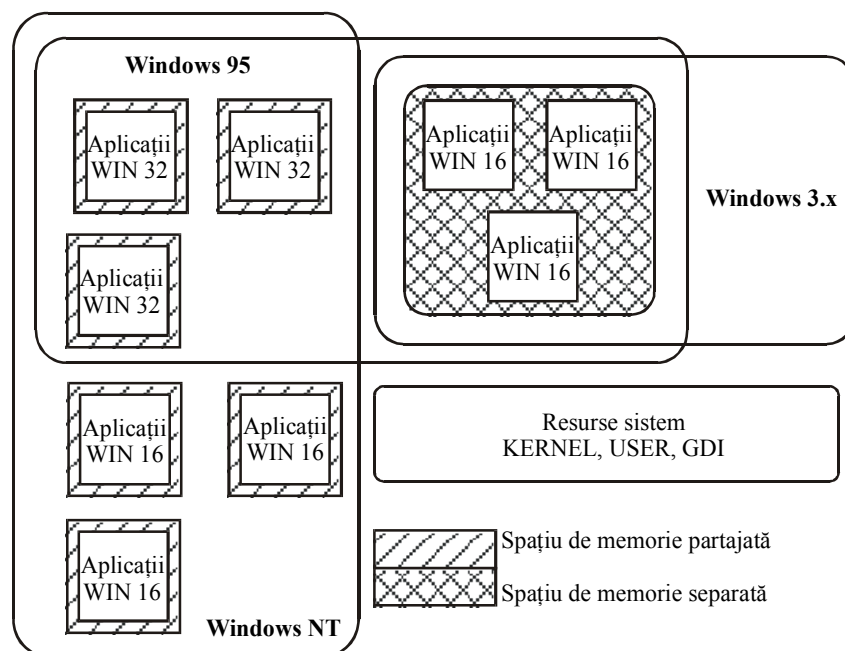 Windows 95
Aplicații
WIN 32
Aplicații
WIN 32
Aplicații
WIN 32
Aplicații
WIN 16
Aplicații
WIN 16
Aplicații
WIN 16
Windows 3.x
Aplicații
WIN 16
Aplicații
WIN 16
Aplicații
WIN 16
Windows NT
Resurse sistem
KERNEL, USER, GDI
Spațiu de memorie partajată
Spațiu de memorie separată